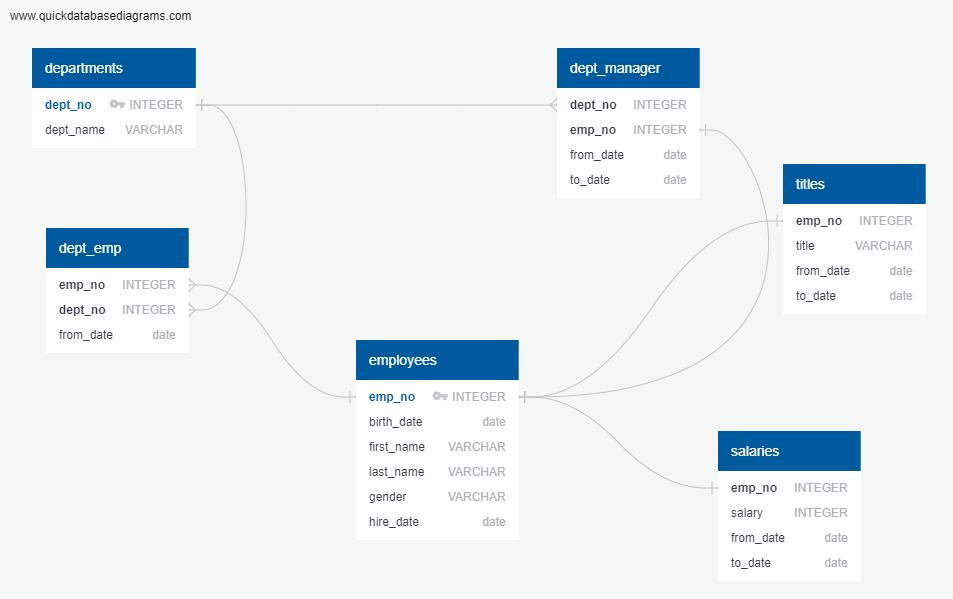 www.quickdatabasediagrams.com
departments
dept_no INTEGER
dept_name VARCHAR
dept_manager
dept_no INTEGER
emp_no INTEGER
from_date date
to_date date
titles
emp_no INTEGER
title VARCHAR
from_date date
to_date date
dept_emp
emp_no INTEGER
dept_no INTEGER
from_date date
employees
emp_no INTEGER
birth_date date
first_name VARCHAR
last_name VARCHAR
gender VARCHAR
hire_date date
salaries
emp_no INTEGER
salary INTEGER
from_date date
to_date date